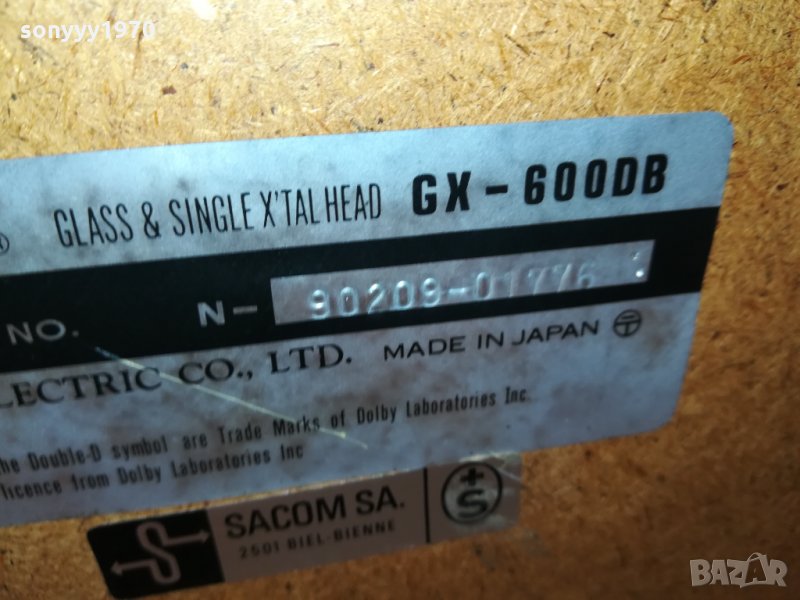 sonyyy1970
® GLASS & SINGLE X'TAL HEAD GX-600DB
NO. N- 90209-01776
LECTRIC CO., LTD. MADE IN JAPAN
he Double-D symbol are Trade Marks of Dolby Laboratories Inc.
licence from Dolby Laboratories Inc
S SACOM SA. +S
2501 BIEL-BIENNE
BAZAR